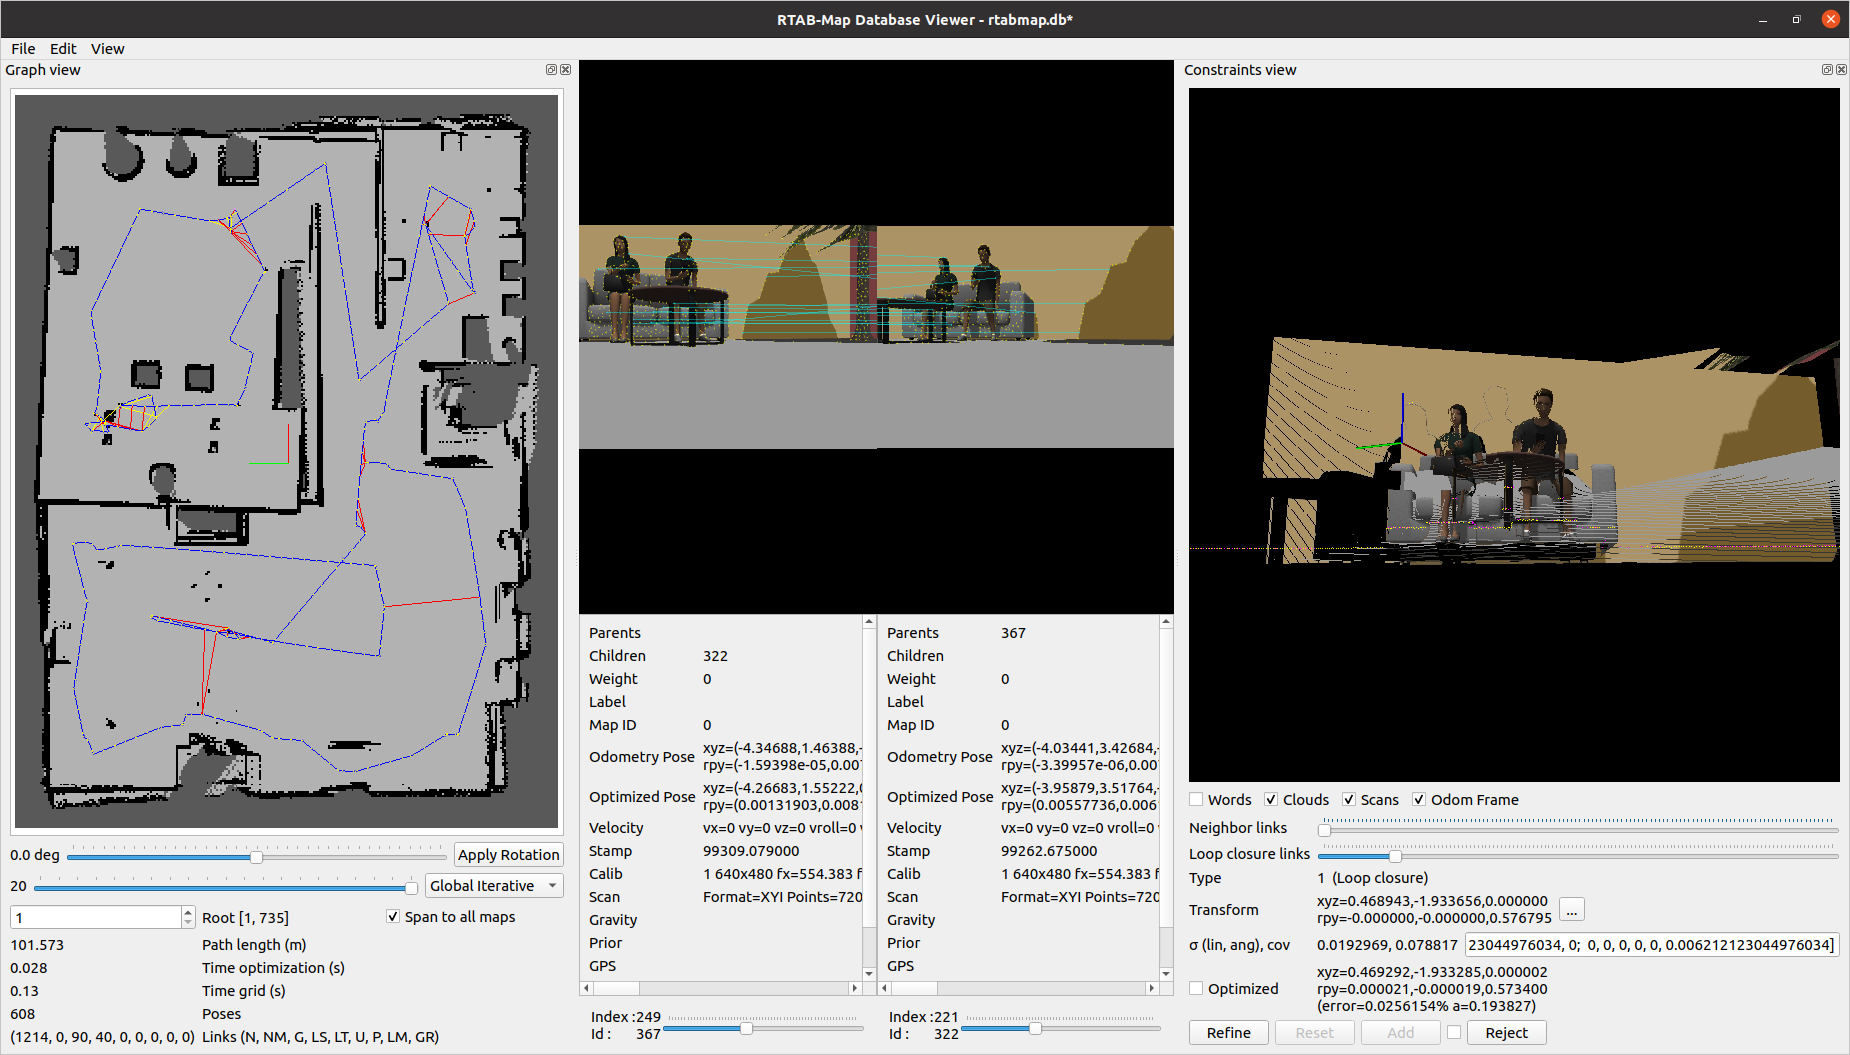 RTAB-Map Database Viewer - rtabmap.db*
File Edit View
Graph view
Constraints view
0.0 deg
Apply Rotation
20
Global Iterative
1
Root [1, 735]
Span to all maps
101.573 Path length (m)
0.028 Time optimization (s)
0.13 Time grid (s)
608 Poses
(1214, 0, 90, 40, 0, 0, 0, 0, 0) Links (N, NM, G, LS, LT, U, P, LM, GR)
Parents
Children 322
Weight 0
Label
Map ID 0
Odometry Pose xyz=(-4.34688,1.46388,-
rpy=(-1.59398e-05,0.00
Optimized Pose xyz=(-4.26683,1.55222,
rpy=(0.00131903,0.008
Velocity vx=0 vy=0 vz=0 vroll=0
Stamp 99309.079000
Calib 1 640x480 fx=554.383
Scan Format=XYI Points=720
Gravity
Prior
GPS
Index :249
Id : 367
Parents 367
Children
Weight 0
Label
Map ID 0
Odometry Pose xyz=(-4.03441,3.42684,-
rpy=(-3.39957e-06,0.00
Optimized Pose xyz=(-3.95879,3.51764,-
rpy=(0.00557736,0.006
Velocity vx=0 vy=0 vz=0 vroll=0
Stamp 99262.675000
Calib 1 640x480 fx=554.383
Scan Format=XYI Points=720
Gravity
Prior
GPS
Index :221
Id : 322
Words Clouds Scans Odom Frame
Neighbor links
Loop closure links
Type 1 (Loop closure)
Transform xyz=0.468943,-1.933656,0.000000
rpy=-0.000000,-0.000000,0.576795
...
σ (lin, ang), cov 0.0192969, 0.078817 23044976034, 0; 0, 0, 0, 0, 0, 0.006212123044976034]
Optimized xyz=0.469292,-1.933285,0.000002
rpy=0.000021,-0.000019,0.573400
(error=0.0256154% a=0.193827)
Refine Reset Add Reject